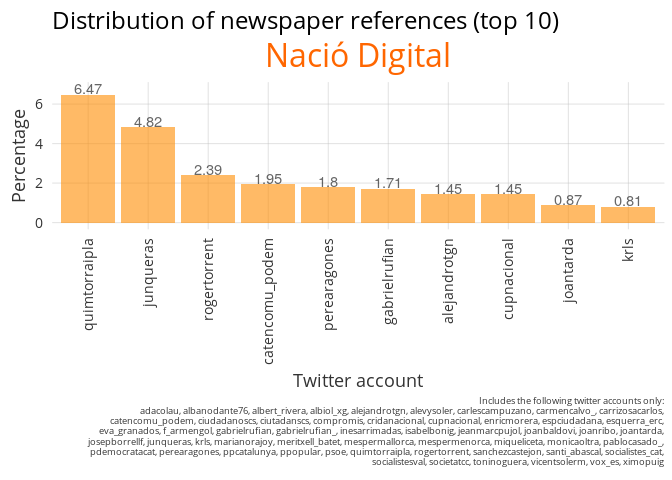 Distribution of newspaper references (top 10)
Nació Digital
Percentage
6
4
2
0
6.47
4.82
2.39
1.95
1.8
1.71
1.45
1.45
0.87
0.81
quimtorraipla
junqueras
rogertorrent
catencomu_podem
perearagones
gabrielrufian
alejandrotgn
cupnacional
joantarda
krls
Twitter account
Includes the following twitter accounts only:
adacolau, albanodante76, albert_rivera, albiol_xg, alejandrotgn, alevysoler, carlescampuzano, carmencalvo_, carrizosacarlos,
catencomu_podem, ciudadanoscs, ciutadanscs, compromis, cridanacional, cupnacional, enricmorera, espciudadana, esquerra_erc,
eva_granados, f_armengol, gabrielrufian, gabrielrufian_, inesarrimadas, isabelbonig, jeanmarcpujol, joanbaldovi, joanribo, joantarda,
josepborrellf, junqueras, krls, marianorajoy, meritxell_batet, mespermallorca, mespermenorca, miqueliceta, monicaoltra, pablocasado_,
pdemocratacat, perearagones, ppcatalunya, ppopular, psoe, quimtorraipla, rogertorrent, sanchezcastejon, santi_abascal, socialistes_cat,
socialistesval, societatcc, toninoguera, vicentsolerm, vox_es, ximopuig